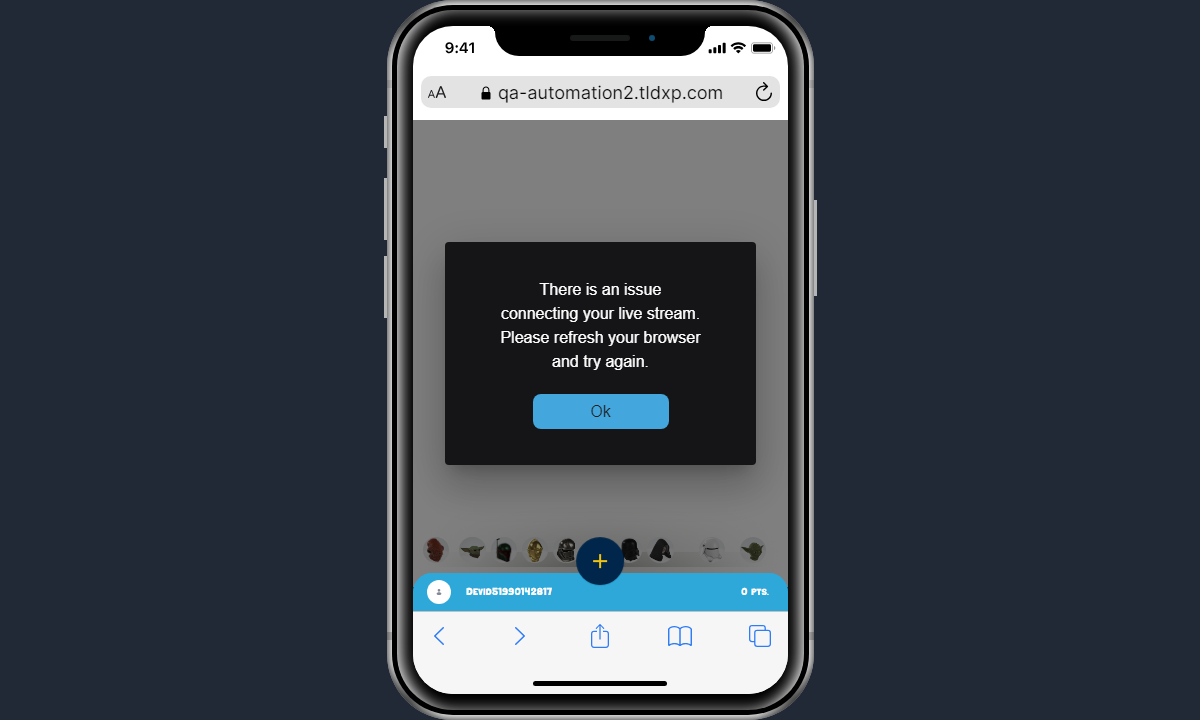 9:41
AA qa-automation2.tldxp.com
There is an issue
connecting your live stream.
Please refresh your browser
and try again.
Ok
DEVID51990142817 0 PTS.